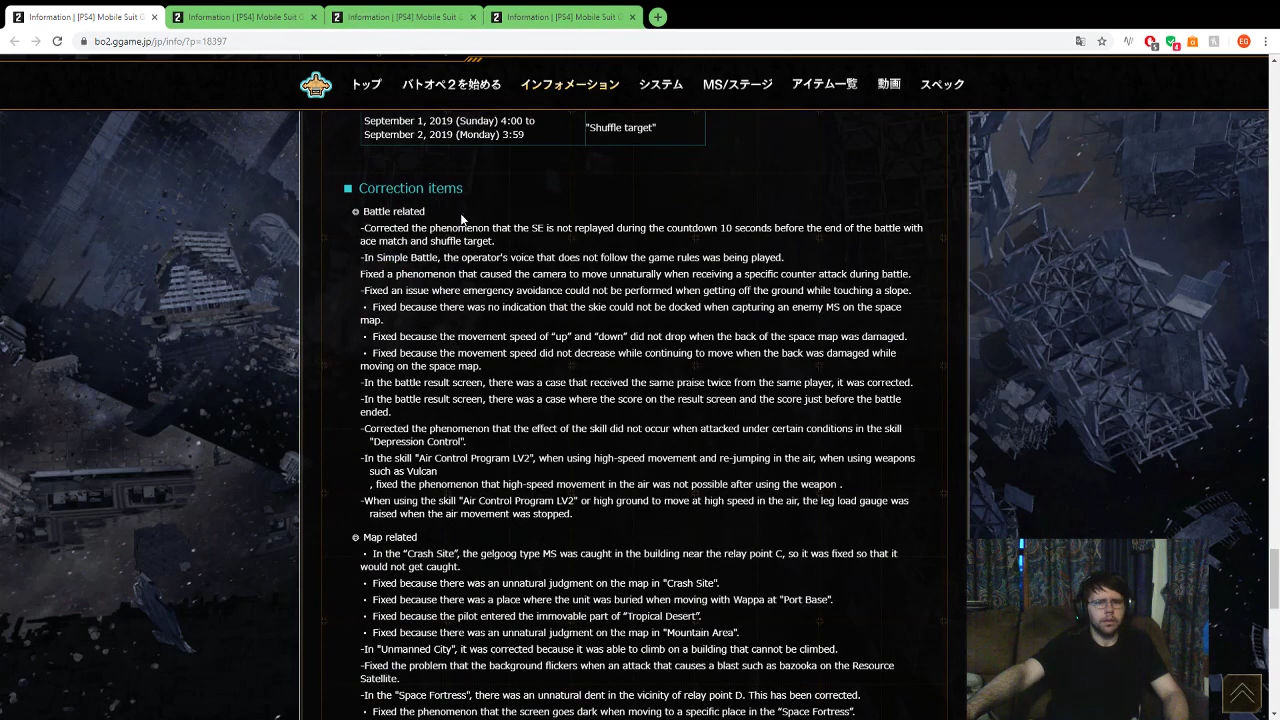 Information | [PS4] Mobile Suit G
Information | [PS4] Mobile Suit
Information | [PS4] Mobile Suit
Information | [PS4] Mobile Suit G
bo2.ggame.jp/jp/info/?p=18397
EG
トップ
バトオペ２を始める
インフォメーション
システム
MS/ステージ
アイテム一覧
動画
スペック
September 1, 2019 (Sunday) 4:00 to
September 2, 2019 (Monday) 3:59
"Shuffle target"
Correction items
Battle related
-Corrected the phenomenon that the SE is not replayed during the countdown 10 seconds before the end of the battle with
ace match and shuffle target.
-In Simple Battle, the operator's voice that does not follow the game rules was being played.
Fixed a phenomenon that caused the camera to move unnaturally when receiving a specific counter attack during battle.
-Fixed an issue where emergency avoidance could not be performed when getting off the ground while touching a slope.
・ Fixed because there was no indication that the skie could not be docked when capturing an enemy MS on the space
map.
・ Fixed because the movement speed of “up” and “down” did not drop when the back of the space map was damaged.
・ Fixed because the movement speed did not decrease while continuing to move when the back was damaged while
moving on the space map.
-In the battle result screen, there was a case that received the same praise twice from the same player, it was corrected.
-In the battle result screen, there was a case where the score on the result screen and the score just before the battle
ended.
-Corrected the phenomenon that the effect of the skill did not occur when attacked under certain conditions in the skill
"Depression Control".
-In the skill "Air Control Program LV2", when using high-speed movement and re-jumping in the air, when using weapons
such as Vulcan
, fixed the phenomenon that high-speed movement in the air was not possible after using the weapon .
-When using the skill "Air Control Program LV2" or high ground to move at high speed in the air, the leg load gauge was
raised when the air movement was stopped.
Map related
・ In the “Crash Site”, the gelgoog type MS was caught in the building near the relay point C, so it was fixed so that it
would not get caught.
・ Fixed because there was an unnatural judgment on the map in "Crash Site".
・ Fixed because there was a place where the unit was buried when moving with Wappa at "Port Base".
・ Fixed because the pilot entered the immovable part of “Tropical Desert”.
・ Fixed because there was an unnatural judgment on the map in "Mountain Area".
-In "Unmanned City", it was corrected because it was able to climb on a building that cannot be climbed.
-Fixed the problem that the background flickers when an attack that causes a blast such as bazooka on the Resource
Satellite.
-In the "Space Fortress", there was an unnatural dent in the vicinity of relay point D. This has been corrected.
・ Fixed the phenomenon that the screen goes dark when moving to a specific place in the “Space Fortress”.